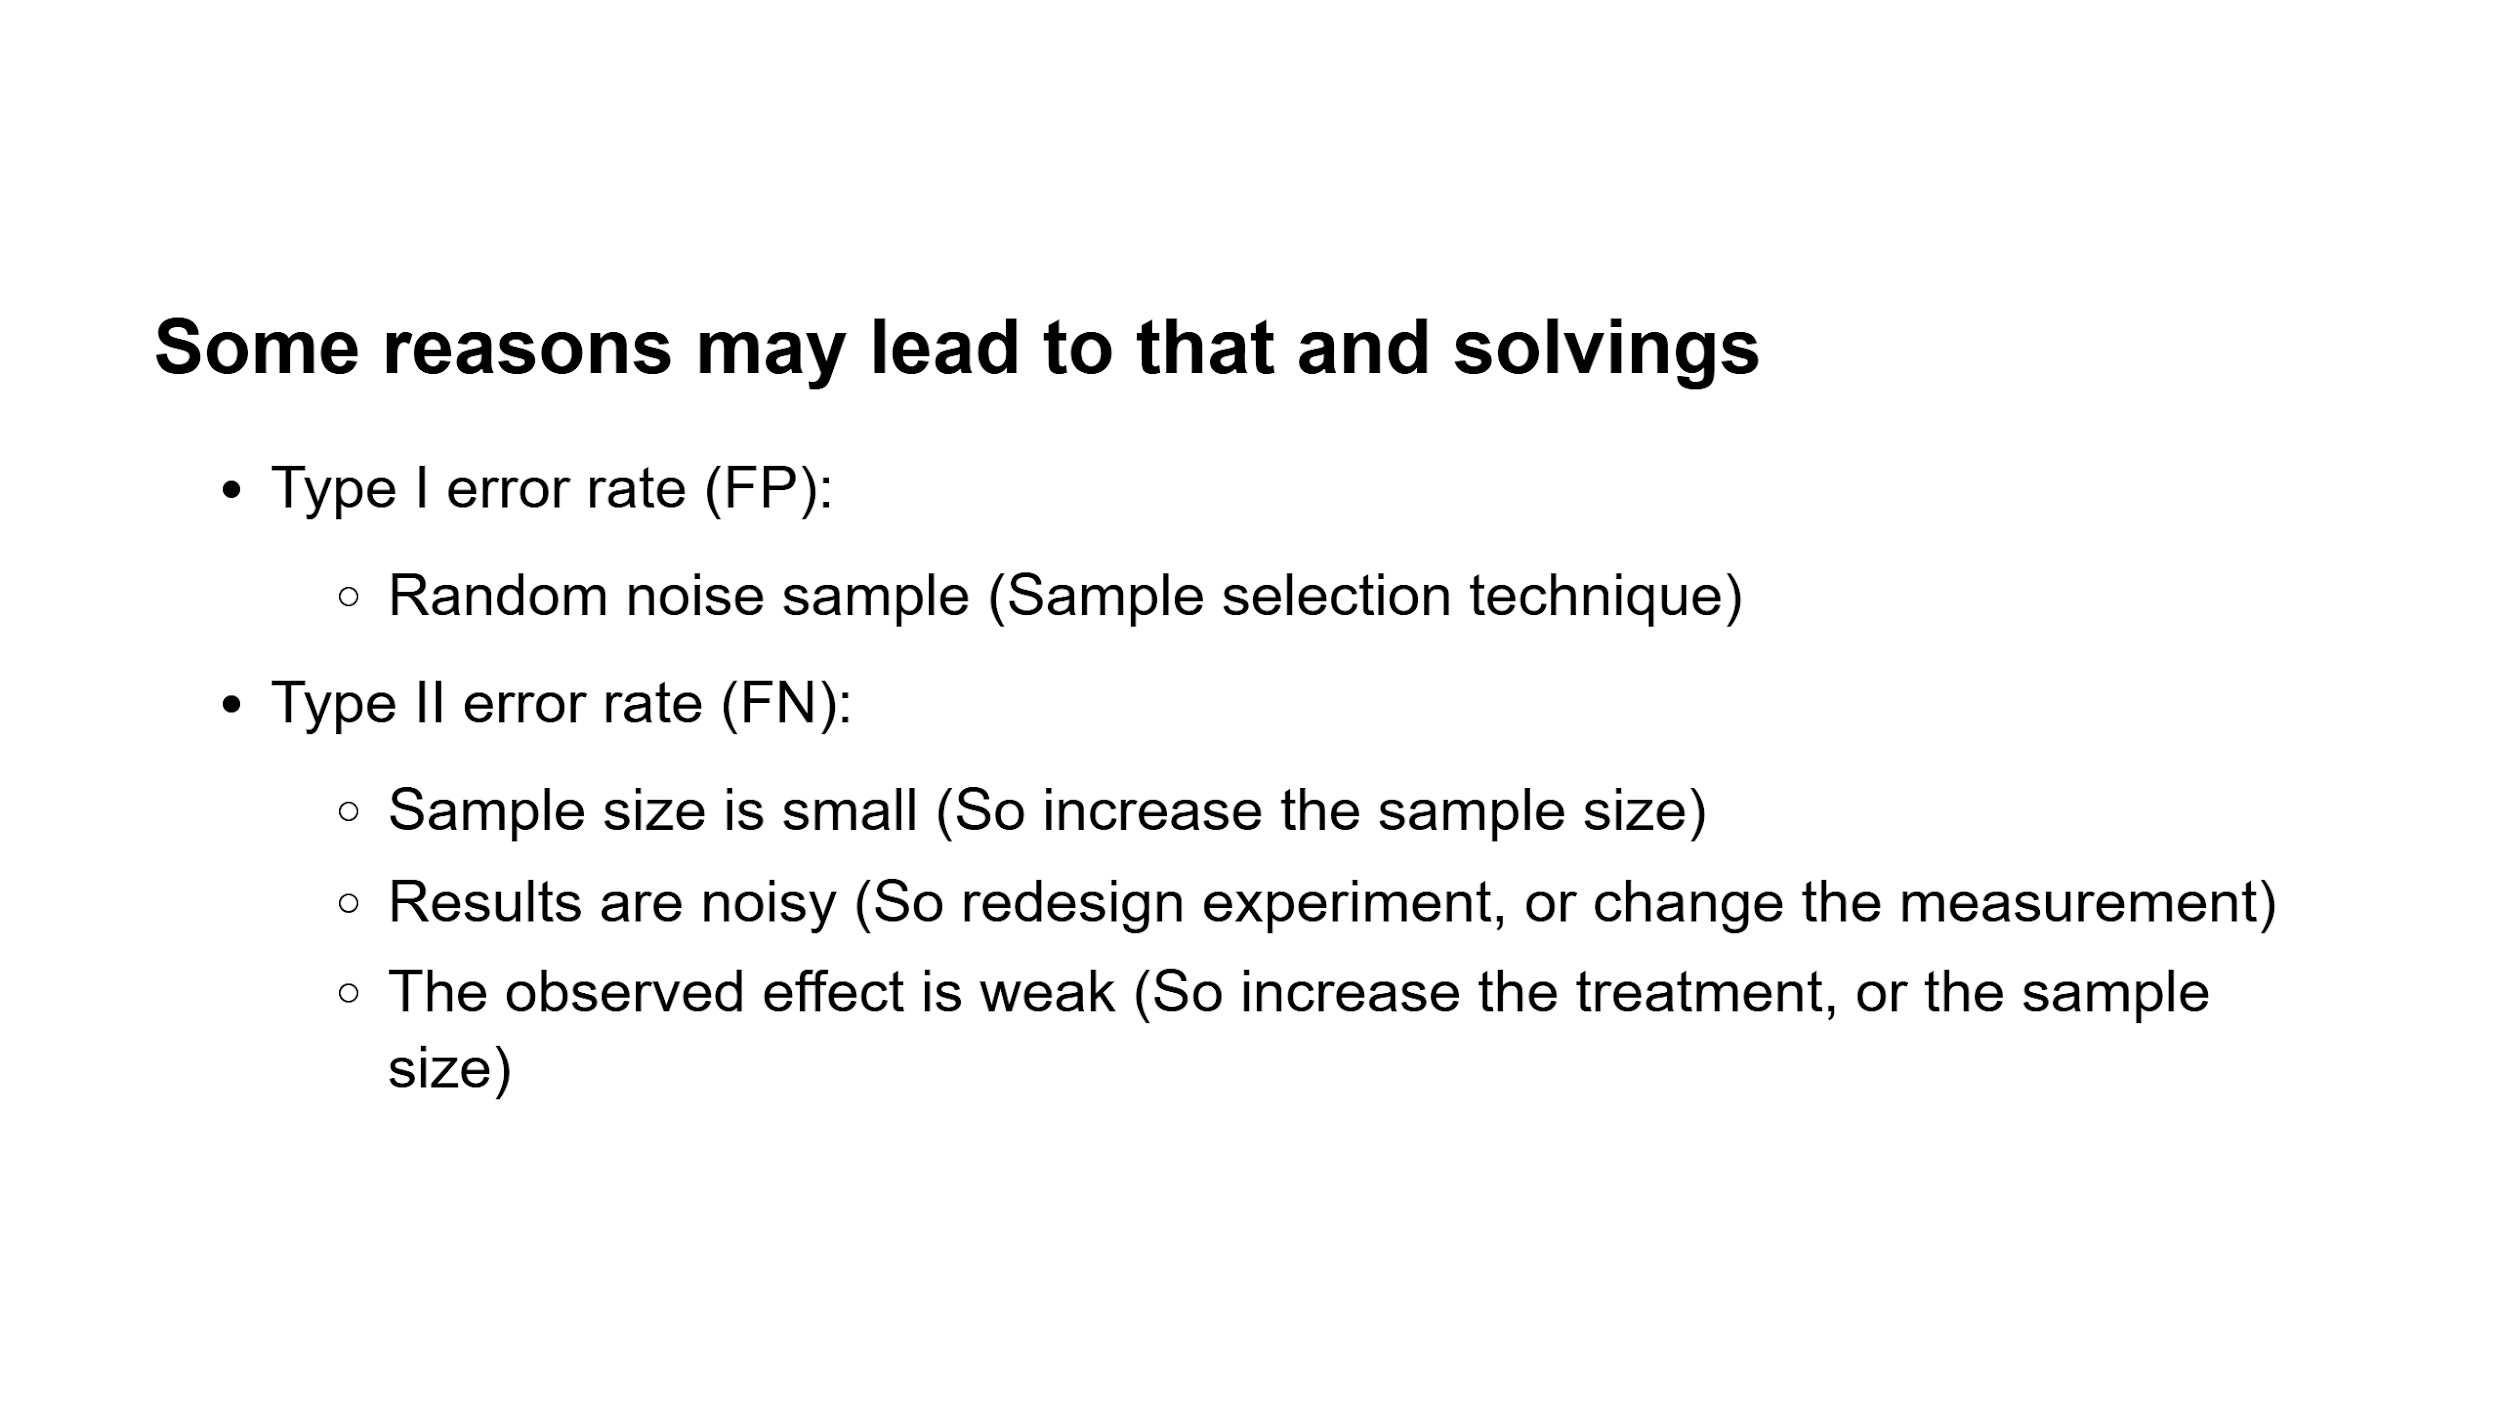 Some reasons may lead to that and solvings
• Type I error rate (FP):
○ Random noise sample (Sample selection technique)
• Type II error rate (FN):
○ Sample size is small (So increase the sample size)
○ Results are noisy (So redesign experiment, or change the measurement)
○ The observed effect is weak (So increase the treatment, or the sample
size)